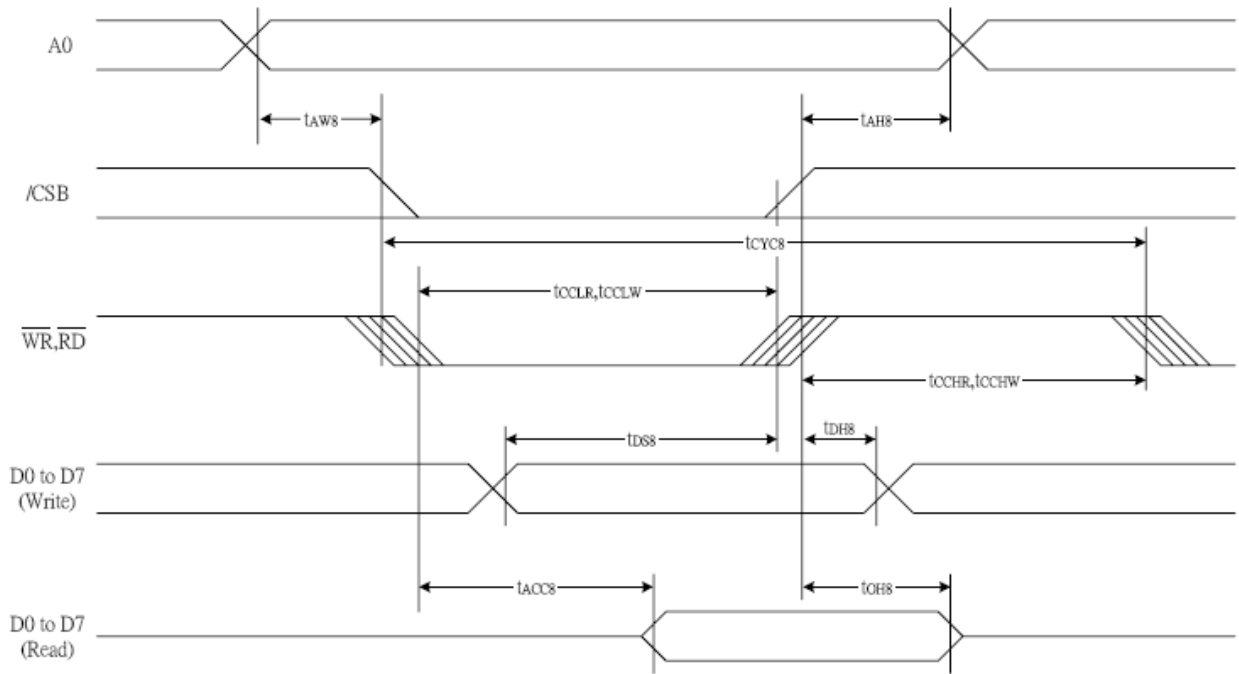 A0
tAW8
tAH8
/CSB
tCYC8
tCCLR,tCCLW
WR,RD
tCCHR,tCCHW
tDS8
tDH8
D0 to D7
(Write)
tACC8
tOH8
D0 to D7
(Read)